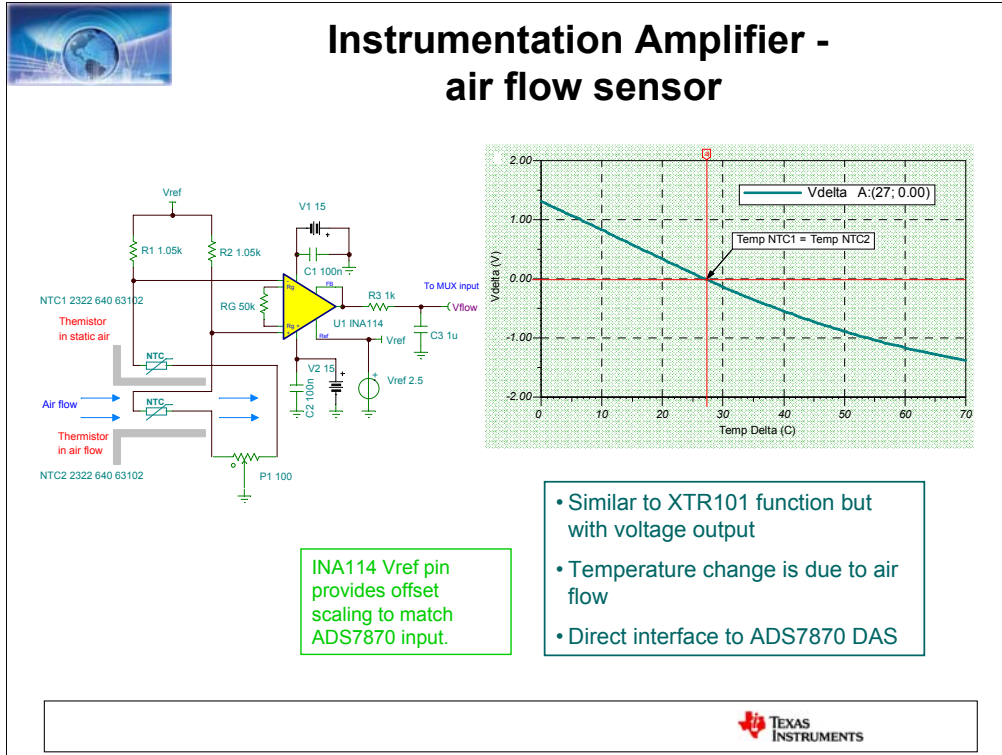 Instrumentation Amplifier -
air flow sensor
Vref
R1 1.05k
R2 1.05k
V1 15
+
C1 100n
NTC1 2322 640 63102
Themistor
in static air
RG 50k
Rg
-
FB
Rg
+
+
Ref
U1 INA114
R3 1k
To MUX input
Vflow
C3 1u
Vref
V2 15
+
C2 100n
+
Vref 2.5
NTC
Air flow
NTC
Thermistor
in air flow
NTC2 2322 640 63102
P1 100
a
2.00
1.00
0.00
-1.00
-2.00
Vdelta (V)
Vdelta A:(27; 0.00)
Temp NTC1 = Temp NTC2
0
10
20
30
40
50
60
70
Temp Delta (C)
INA114 Vref pin
provides offset
scaling to match
ADS7870 input.
• Similar to XTR101 function but
with voltage output
• Temperature change is due to air
flow
• Direct interface to ADS7870 DAS
TEXAS
INSTRUMENTS